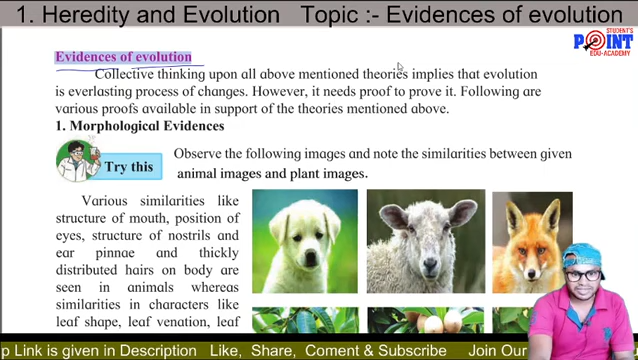 1. Heredity and Evolution Topic :- Evidences of evolution
STUDENT'S
POINT
EDU-ACADEMY
Evidences of evolution
Collective thinking upon all above mentioned theories implies that evolution
is everlasting process of changes. However, it needs proof to prove it. Following are
various proofs available in support of the theories mentioned above.
1. Morphological Evidences
Try this
Observe the following images and note the similarities between given
animal images and plant images.
Various similarities like
structure of mouth, position of
eyes, structure of nostrils and
ear pinnae and thickly
distributed hairs on body are
seen in animals whereas
similarities in characters like
leaf shape, leaf venation, leaf
p Link is given in Description Like, Share, Coment & Subscribe Join Our